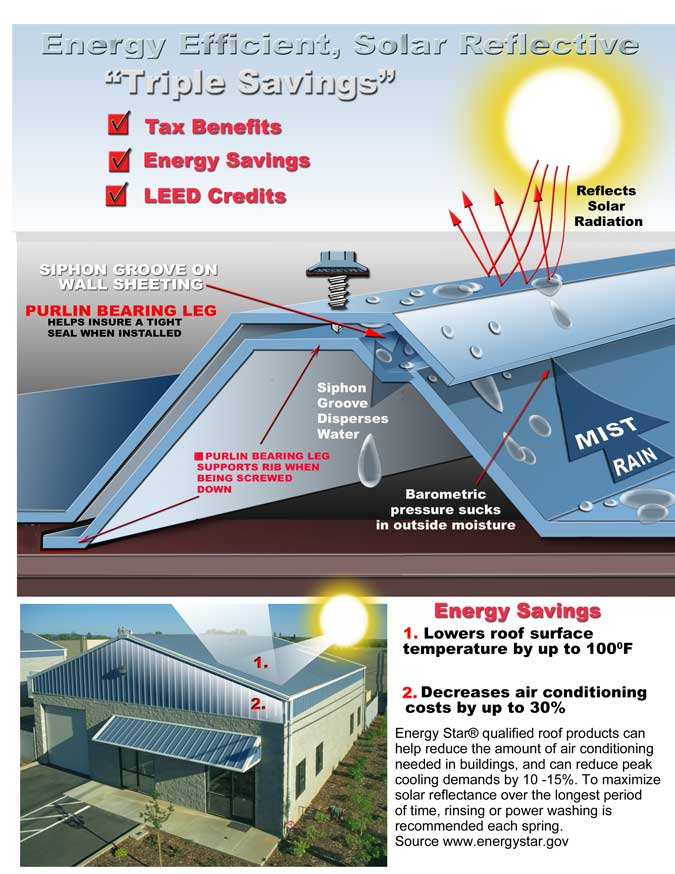 Energy Efficient, Solar Reflective
“Triple Savings”
Tax Benefits
Energy Savings
LEED Credits
Reflects
Solar
Radiation
SIPHON GROOVE ON
WALL SHEETING
PURLIN BEARING LEG
HELPS INSURE A TIGHT
SEAL WHEN INSTALLED
Siphon
Groove
Disperses
Water
PURLIN BEARING LEG
SUPPORTS RIB WHEN
BEING SCREWED
DOWN
MIST
RAIN
Barometric
pressure sucks
in outside moisture
1.
2.
Energy Savings
1. Lowers roof surface
temperature by up to 100⁰F
2. Decreases air conditioning
costs by up to 30%
Energy Star® qualified roof products can
help reduce the amount of air conditioning
needed in buildings, and can reduce peak
cooling demands by 10 -15%. To maximize
solar reflectance over the longest period
of time, rinsing or power washing is
recommended each spring.
Source www.energystar.gov